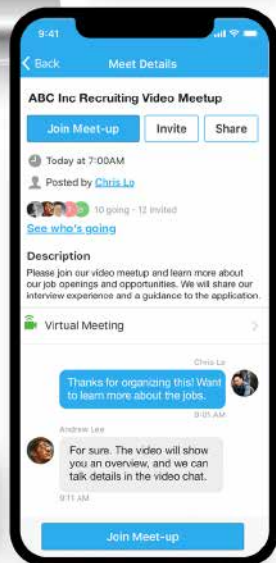 9:41
Back
Meet Details
ABC Inc Recruiting Video Meetup
Join Meet-up
Invite
Share
Today at 7:00AM
Posted by Chris Lo
10 going - 12 invited
See who's going
Description
Please join our video meetup and learn more about
our job openings and opportunities. We will share our
interview experience and a guidance to the application.
Virtual Meeting
Chris Lo
Thanks for organizing this! Want
to learn more about the jobs.
9:01 AM
Andrew Lee
For sure. The video will show
you an overview, and we can
talk details in the video chat.
9:11 AM
Join Meet-up